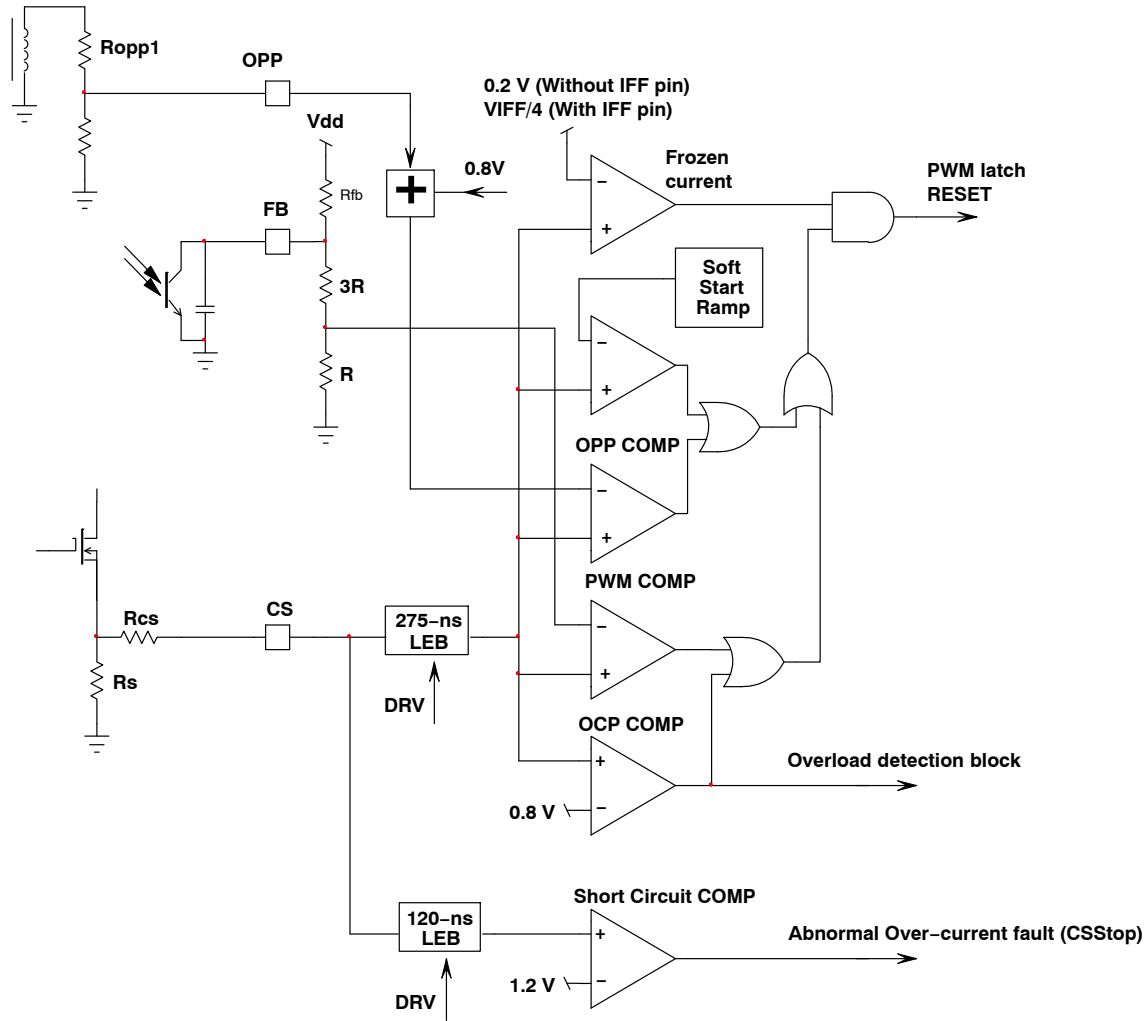 Ropp1
OPP
0.2 V (Without IFF pin)
VIFF/4 (With IFF pin)
Vdd
Frozen
current
PWM latch
RESET
+
0.8V
Rfb
FB
−
+
3R
Soft
Start
Ramp
−
R
+
OPP COMP
−
+
PWM COMP
CS
Rcs
275−ns
LEB
−
+
Rs
DRV
OCP COMP
+
Overload detection block
0.8 V
−
Short Circuit COMP
120−ns
LEB
+
Abnormal Over−current fault (CSStop)
1.2 V
−
DRV